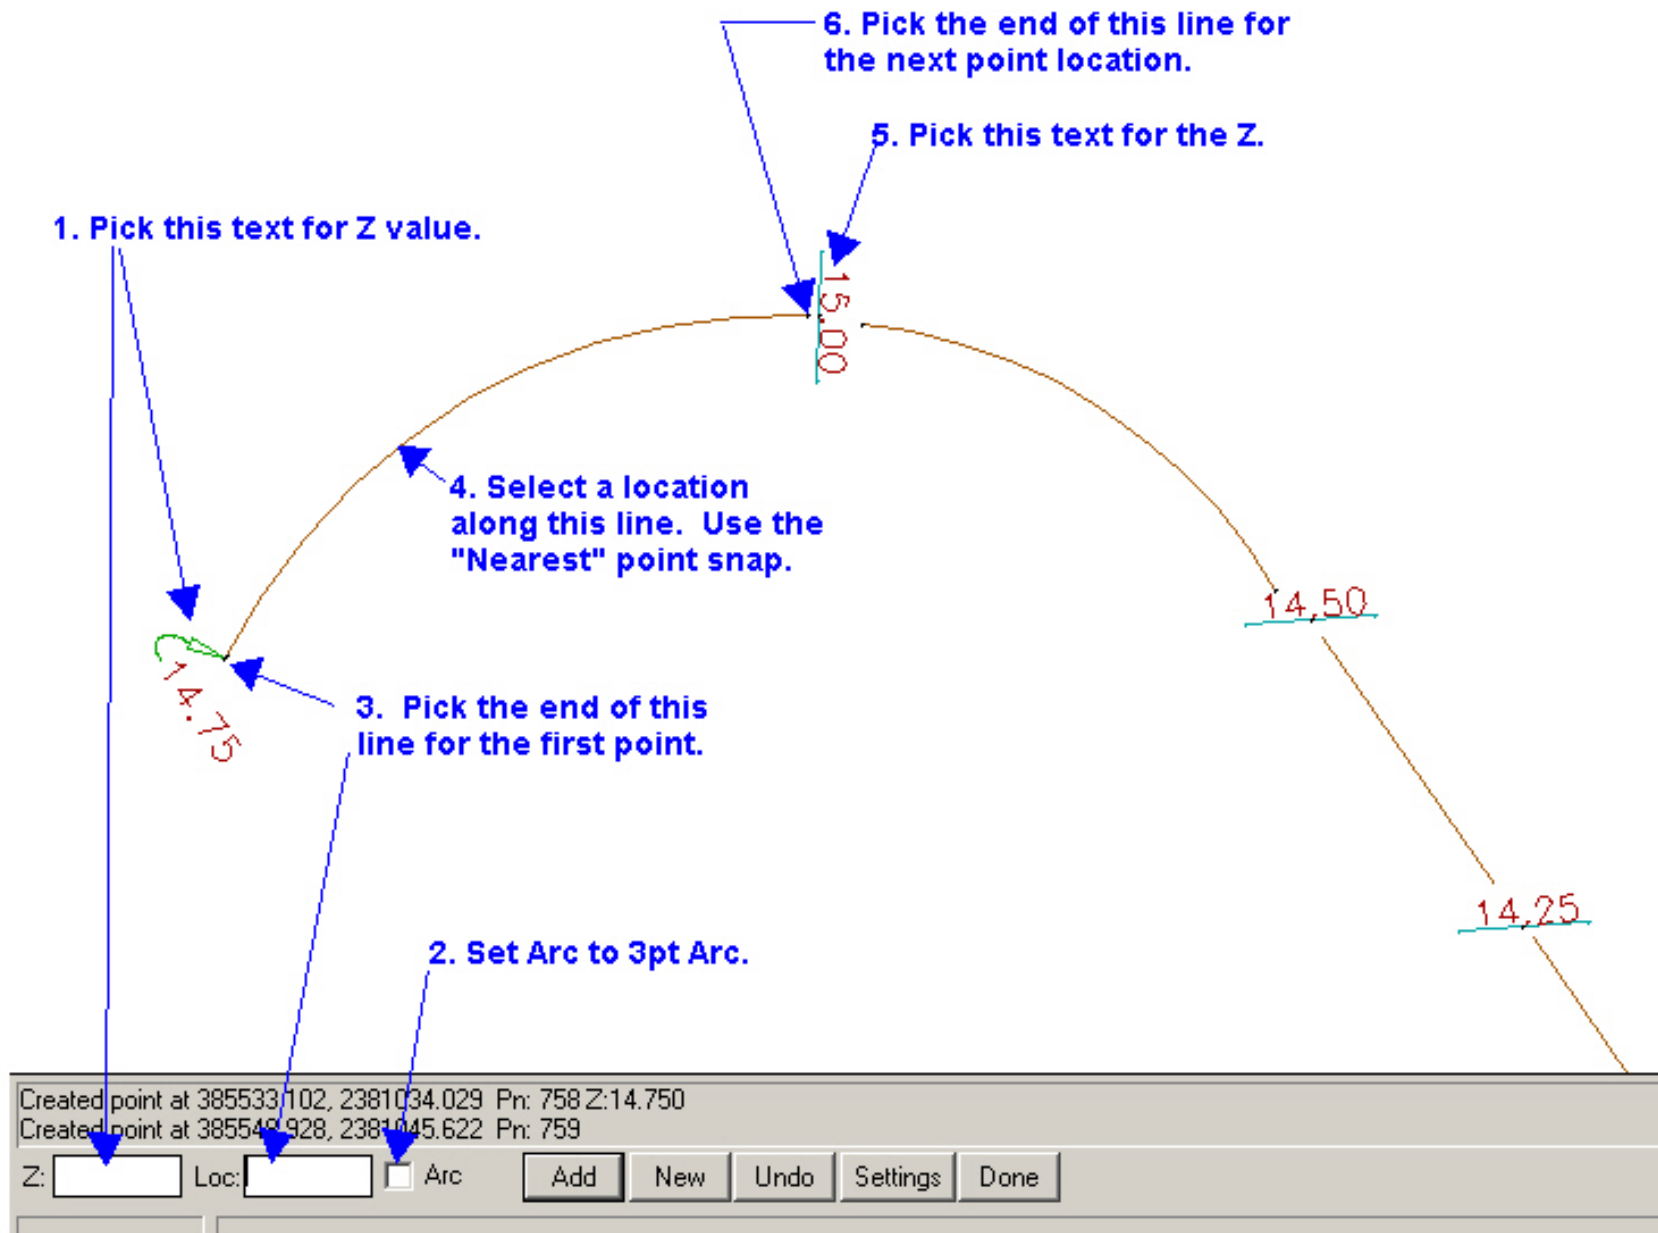 6. Pick the end of this line for
the next point location.
5. Pick this text for the Z.
1. Pick this text for Z value.
15.00
4. Select a location
along this line.  Use the
"Nearest" point snap.
14.50
14.75
3.  Pick the end of this
line for the first point.
14.25
2. Set Arc to 3pt Arc.
Created point at 385533.102, 2381034.029  Pn: 758 Z:14.750
Created point at 385549.928, 2381045.622  Pn: 759
Z: Loc: Arc Add New Undo Settings Done